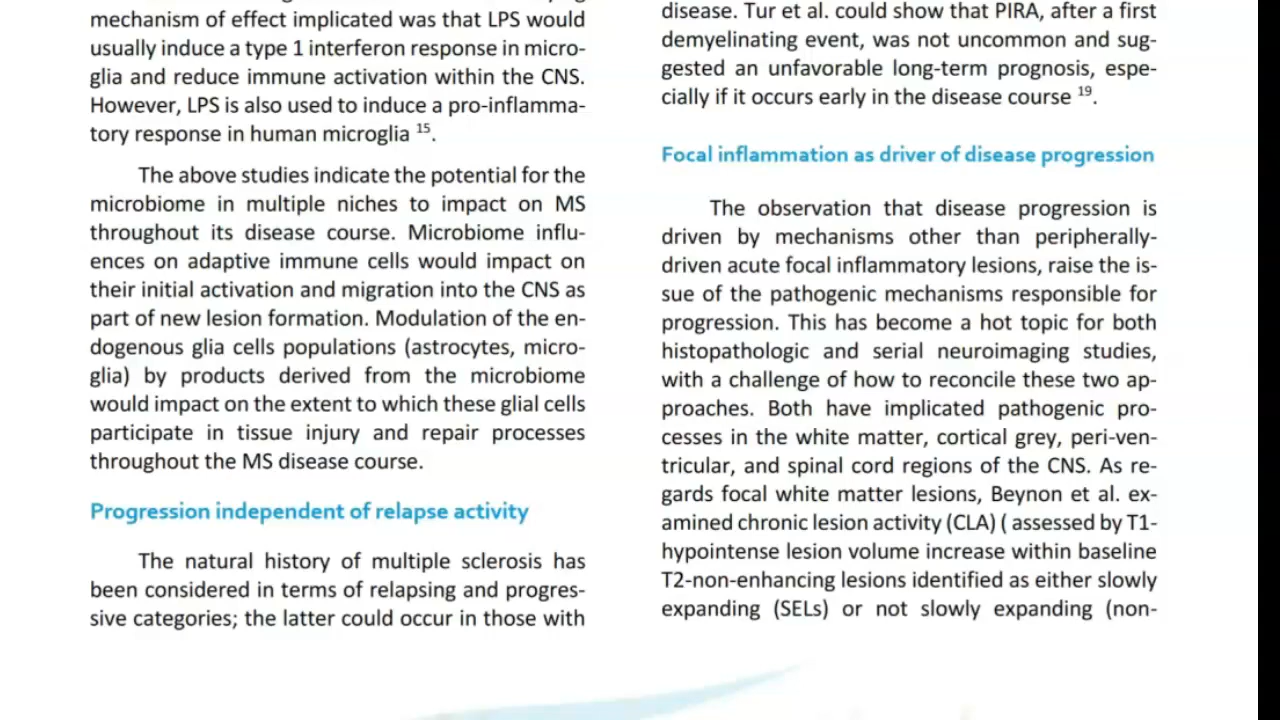 mechanism of effect implicated was that LPS would
usually induce a type 1 interferon response in micro-
glia and reduce immune activation within the CNS.
However, LPS is also used to induce a pro-inflamma-
tory response in human microglia 15.
The above studies indicate the potential for the
microbiome in multiple niches to impact on MS
throughout its disease course. Microbiome influ-
ences on adaptive immune cells would impact on
their initial activation and migration into the CNS as
part of new lesion formation. Modulation of the en-
dogenous glia cells populations (astrocytes, micro-
glia) by products derived from the microbiome
would impact on the extent to which these glial cells
participate in tissue injury and repair processes
throughout the MS disease course.
Progression independent of relapse activity
The natural history of multiple sclerosis has
been considered in terms of relapsing and progres-
sive categories; the latter could occur in those with
disease. Tur et al. could show that PIRA, after a first
demyelinating event, was not uncommon and sug-
gested an unfavorable long-term prognosis, espe-
cially if it occurs early in the disease course 19.
Focal inflammation as driver of disease progression
The observation that disease progression is
driven by mechanisms other than peripherally-
driven acute focal inflammatory lesions, raise the is-
sue of the pathogenic mechanisms responsible for
progression. This has become a hot topic for both
histopathologic and serial neuroimaging studies,
with a challenge of how to reconcile these two ap-
proaches. Both have implicated pathogenic pro-
cesses in the white matter, cortical grey, peri-ven-
tricular, and spinal cord regions of the CNS. As re-
gards focal white matter lesions, Beynon et al. ex-
amined chronic lesion activity (CLA) ( assessed by T1-
hypointense lesion volume increase within baseline
T2-non-enhancing lesions identified as either slowly
expanding (SELs) or not slowly expanding (non-